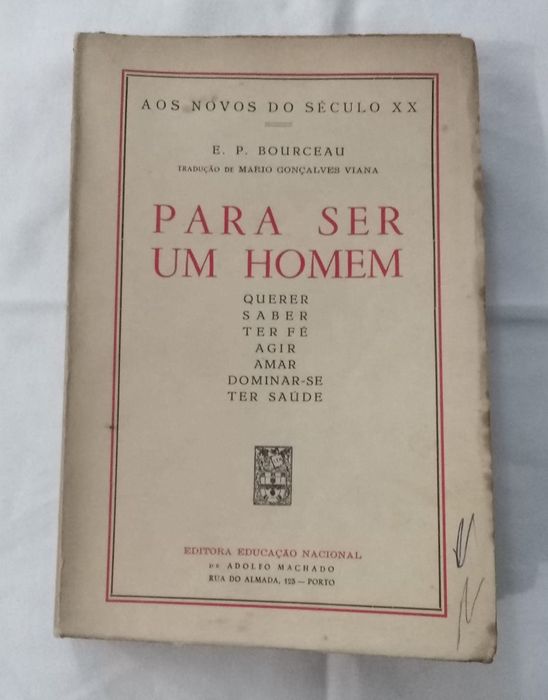 AOS NOVOS DO SÉCULO XX
E. P. BOURCEAU
TRADUÇÃO DE MARIO GONÇALVES VIANA
PARA SER
UM HOMEM
QUERER
SABER
TER FÉ
AGIR
AMAR
DOMINAR-SE
TER SAÚDE
EDITORA EDUCAÇÃO NACIONAL
DE ADOLFO MACHADO
RUA DO ALMADA, 125 — PORTO